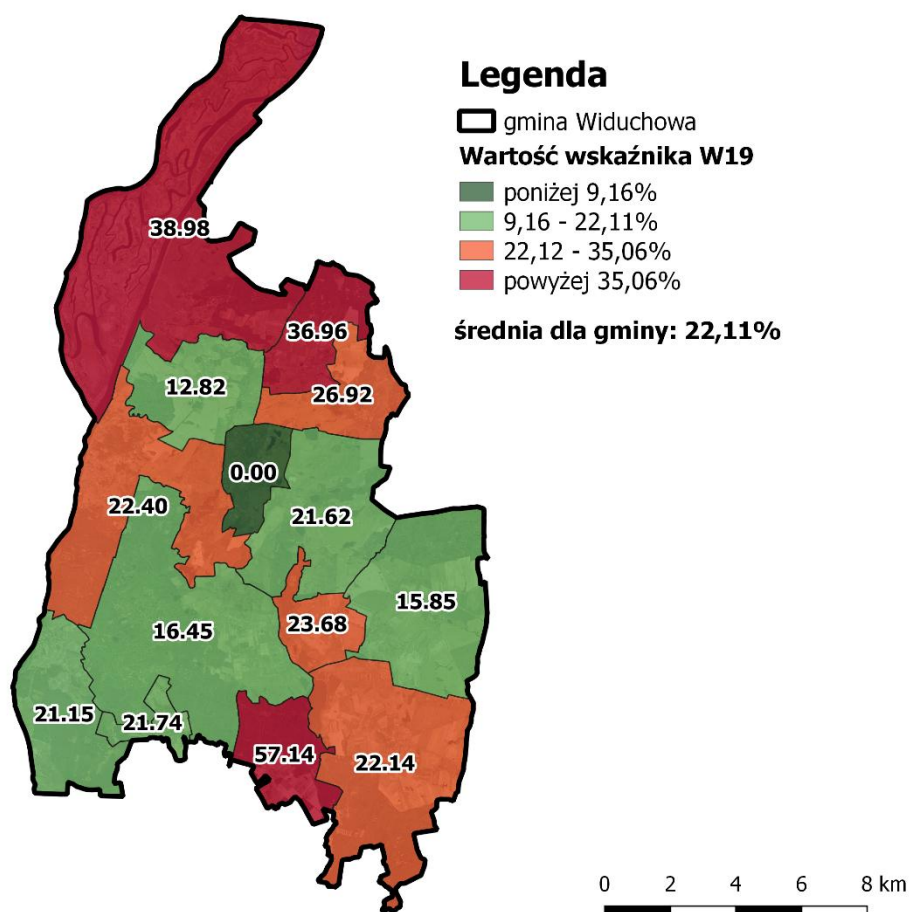 Legenda
gmina Widuchowa
Wartość wskaźnika W19
poniżej 9,16%
9,16 - 22,11%
22,12 - 35,06%
powyżej 35,06%
średnia dla gminy: 22,11%
38.98
36.96
12.82
26.92
0.00
22.40
21.62
15.85
23.68
16.45
21.15
21.74
57.14
22.14
0 2 4 6 8 km